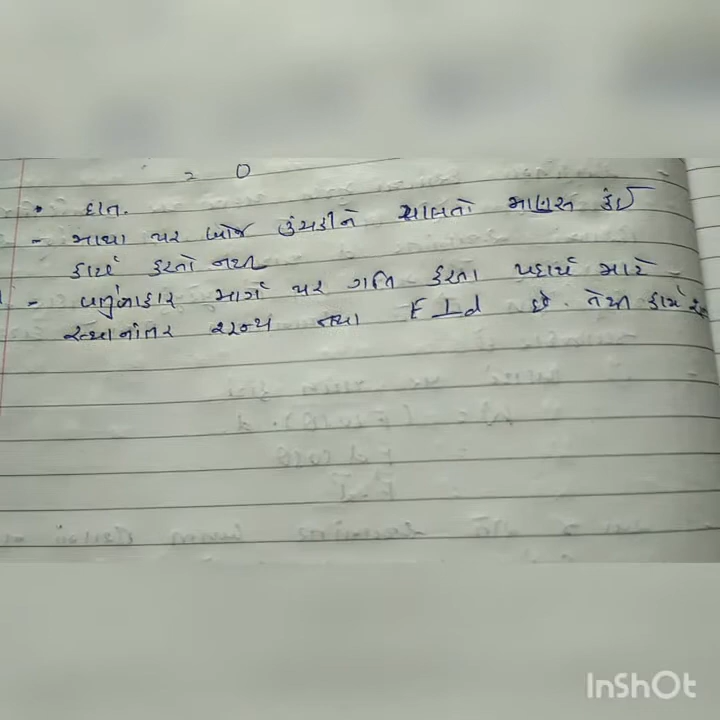 = 0
• દાત.
- માથા પર બોજ ઉંચકીને ચાલતો માણસ કંઈ
કાર્ય કરતો નથી
- વર્તુળાકાર માર્ગ પર ગતિ કરતા પદાર્થ માટે
સ્થાનાંતર શૂન્ય તથા F⊥d છે. તેથી કાર્ય
InShOt